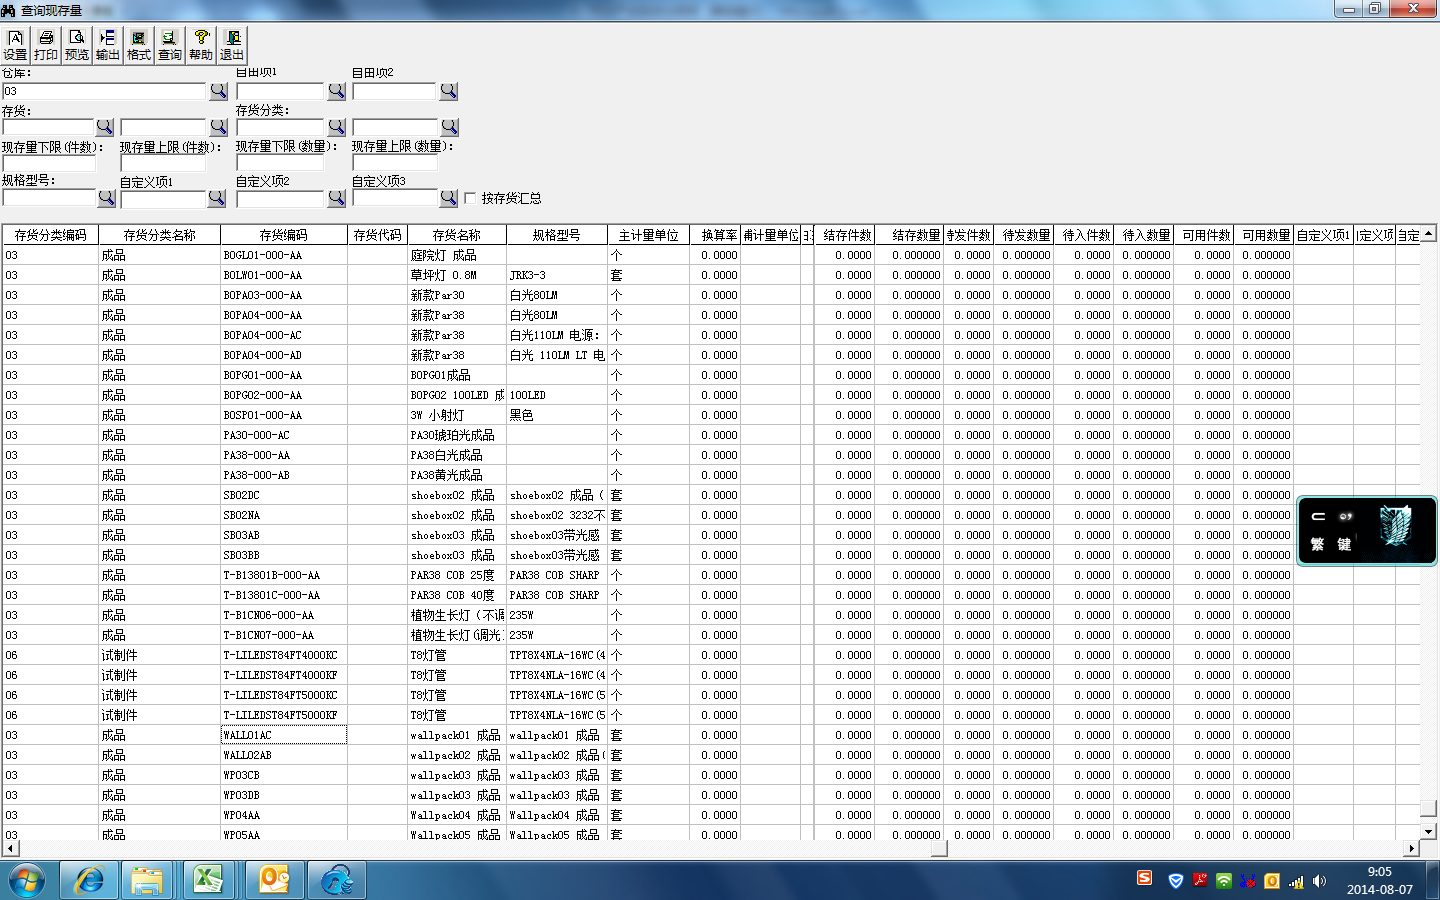 查询现存量
设置 打印 预览 输出 格式 查询 帮助 退出
仓库: 自由项1 自由项2
03
存货: 存货分类:
现存量下限(件数): 现存量上限(件数): 现存量下限(数量): 现存量上限(数量):
规格型号: 自定义项1 自定义项2 自定义项3
按存货汇总
存货分类编码 存货分类名称 存货编码 存货代码 存货名称 规格型号 主计量单位 换算率 计量单位 结存件数 结存数量 待发件数 待发数量 待入件数 待入数量 可用件数 可用数量 自定义项1 定义项 自定
03 成品 BOGL01-000-AA 庭院灯 成品 个 0.0000 0.0000 0.000000 0.0000 0.000000 0.0000 0.000000 0.0000 0.000000
03 成品 BOLW01-000-AA 草坪灯 0.8M JRK3-3 套 0.0000 0.0000 0.000000 0.0000 0.000000 0.0000 0.000000 0.0000 0.000000
03 成品 BOPA03-000-AA 新款Par30 白光80LM 个 0.0000 0.0000 0.000000 0.0000 0.000000 0.0000 0.000000 0.0000 0.000000
03 成品 BOPA04-000-AA 新款Par38 白光80LM 个 0.0000 0.0000 0.000000 0.0000 0.000000 0.0000 0.000000 0.0000 0.000000
03 成品 BOPA04-000-AC 新款Par38 白光110LM 电源: 个 0.0000 0.0000 0.000000 0.0000 0.000000 0.0000 0.000000 0.0000 0.000000
03 成品 BOPA04-000-AD 新款Par38 白光 110LM LT 电 个 0.0000 0.0000 0.000000 0.0000 0.000000 0.0000 0.000000 0.0000 0.000000
03 成品 BOPG01-000-AA BOPG01成品 个 0.0000 0.0000 0.000000 0.0000 0.000000 0.0000 0.000000 0.0000 0.000000
03 成品 BOPG02-000-AA BOPG02 100LED 成 100LED 个 0.0000 0.0000 0.000000 0.0000 0.000000 0.0000 0.000000 0.0000 0.000000
03 成品 BOSP01-000-AA 3W 小射灯 黑色 个 0.0000 0.0000 0.000000 0.0000 0.000000 0.0000 0.000000 0.0000 0.000000
03 成品 PA30-000-AC PA30琥珀光成品 个 0.0000 0.0000 0.000000 0.0000 0.000000 0.0000 0.000000 0.0000 0.000000
03 成品 PA38-000-AA PA38白光成品 个 0.0000 0.0000 0.000000 0.0000 0.000000 0.0000 0.000000 0.0000 0.000000
03 成品 PA38-000-AB PA38黄光成品 个 0.0000 0.0000 0.000000 0.0000 0.000000 0.0000 0.000000 0.0000 0.000000
03 成品 SB02DC shoebox02 成品 shoebox02 成品( 套 0.0000 0.0000 0.000000 0.0000 0.000000 0.0000 0.000000 0.0000 0.000000
03 成品 SB02NA shoebox02 成品 shoebox02 3232不 套 0.0000 0.0000 0.000000 0.0000 0.000000 0.0000 0.000000 0.0000 0.000000
03 成品 SB03AB shoebox03 成品 shoebox03带光感 套 0.0000 0.0000 0.000000 0.0000 0.000000 0.0000 0.000000 0.0000 0.000000
03 成品 SB03BB shoebox03 成品 shoebox03带光感 套 0.0000 0.0000 0.000000 0.0000 0.000000 0.0000 0.000000 0.0000 0.000000
03 成品 T-B13801B-000-AA PAR38 COB 25度 PAR38 COB SHARP 个 0.0000 0.0000 0.000000 0.0000 0.000000 0.0000 0.000000 0.0000 0.000000
03 成品 T-B13801C-000-AA PAR38 COB 40度 PAR38 COB SHARP 个 0.0000 0.0000 0.000000 0.0000 0.000000 0.0000 0.000000 0.0000 0.000000
03 成品 T-B1CN06-000-AA 植物生长灯(不调 235W 个 0.0000 0.0000 0.000000 0.0000 0.000000 0.0000 0.000000 0.0000 0.000000
03 成品 T-B1CN07-000-AA 植物生长灯(调光 235W 个 0.0000 0.0000 0.000000 0.0000 0.000000 0.0000 0.000000 0.0000 0.000000
06 试制件 T-LILEDST84FT4000KC T8灯管 TPT8X4NLA-16WC(4 个 0.0000 0.0000 0.000000 0.0000 0.000000 0.0000 0.000000 0.0000 0.000000
06 试制件 T-LILEDST84FT4000KF T8灯管 TPT8X4NLA-16WC(4 个 0.0000 0.0000 0.000000 0.0000 0.000000 0.0000 0.000000 0.0000 0.000000
06 试制件 T-LILEDST84FT5000KC T8灯管 TPT8X4NLA-16WC(5 个 0.0000 0.0000 0.000000 0.0000 0.000000 0.0000 0.000000 0.0000 0.000000
06 试制件 T-LILEDST84FT5000KF T8灯管 TPT8X4NLA-16WC(5 个 0.0000 0.0000 0.000000 0.0000 0.000000 0.0000 0.000000 0.0000 0.000000
03 成品 WALL01AC wallpack01 成品 wallpack01 成品 套 0.0000 0.0000 0.000000 0.0000 0.000000 0.0000 0.000000 0.0000 0.000000
03 成品 WALL02AB wallpack02 成品 wallpack02 成品( 套 0.0000 0.0000 0.000000 0.0000 0.000000 0.0000 0.000000 0.0000 0.000000
03 成品 WP03CB wallpack03 成品 wallpack03 成品 套 0.0000 0.0000 0.000000 0.0000 0.000000 0.0000 0.000000 0.0000 0.000000
03 成品 WP03DB wallpack03 成品 wallpack03 成品 套 0.0000 0.0000 0.000000 0.0000 0.000000 0.0000 0.000000 0.0000 0.000000
03 成品 WP04AA Wallpack04 成品 Wallpack04 成品 套 0.0000 0.0000 0.000000 0.0000 0.000000 0.0000 0.000000 0.0000 0.000000
03 成品 WP05AA Wallpack05 成品 Wallpack05 成品 套 0.0000 0.0000 0.000000 0.0000 0.000000 0.0000 0.000000 0.0000 0.000000
繁 键
9:05
2014-08-07